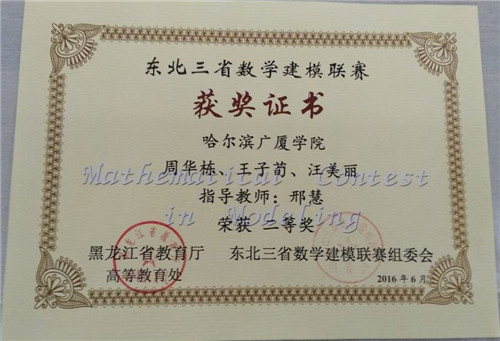 东北三省数学建模联赛
获奖证书
哈尔滨广厦学院
周华栋、王子荀、汪美丽
Mathematical Contest
指导教师：邢慧
in Modeling
荣获 二等奖
黑龙江省教育厅 东北三省数学建模联赛组委会
高等教育处
2016年6月